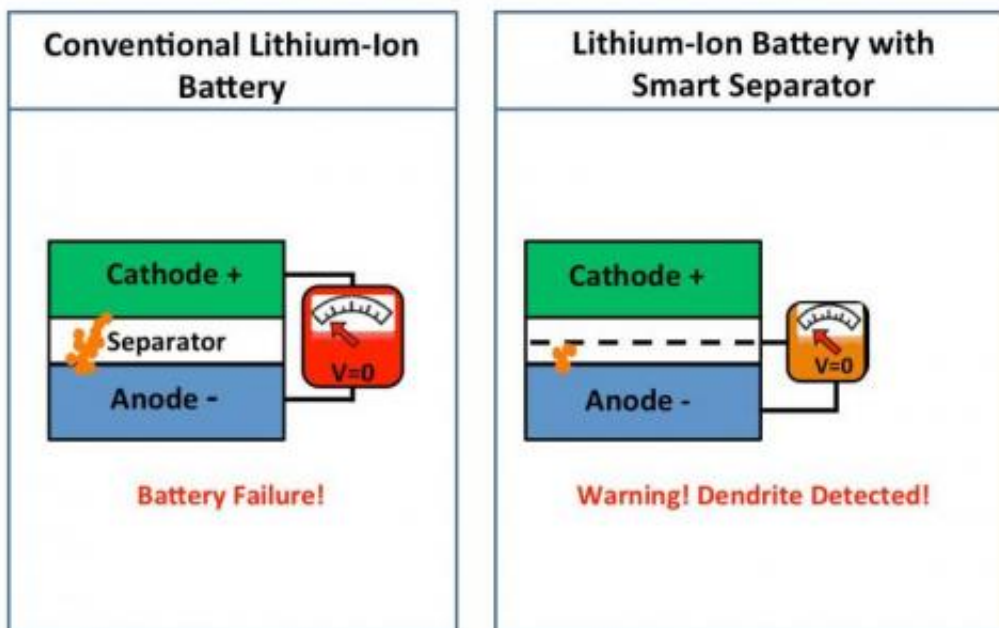 Conventional Lithium-Ion
Battery
Cathode +
Separator
Anode -
V=0
Battery Failure!
Lithium-Ion Battery with
Smart Separator
Cathode +
Anode -
V=0
Warning! Dendrite Detected!